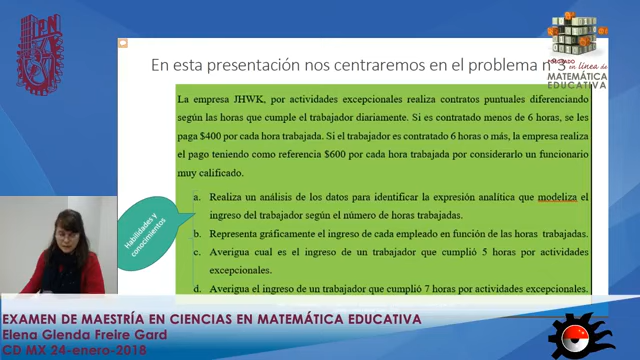 IPN
En esta presentación nos centraremos en el problema n°3
POSGRADO en línea de
MATEMÁTICA
EDUCATIVA
La empresa JHWK, por actividades excepcionales realiza contratos puntuales diferenciando
según las horas que cumple el trabajador diariamente. Si es contratado menos de 6 horas, se les
paga $400 por cada hora trabajada. Si el trabajador es contratado 6 horas o más, la empresa realiza
el pago teniendo como referencia $600 por cada hora trabajada por considerarlo un funcionario
muy calificado.
a. Realiza un análisis de los datos para identificar la expresión analítica que modeliza el
ingreso del trabajador según el número de horas trabajadas.
b. Representa gráficamente el ingreso de cada empleado en función de las horas trabajadas.
c. Averigua cual es el ingreso de un trabajador que cumplió 5 horas por actividades
excepcionales.
d. Averigua el ingreso de un trabajador que cumplió 7 horas por actividades excepcionales.
Habilidades y
conocimientos
EXAMEN DE MAESTRÍA EN CIENCIAS EN MATEMÁTICA EDUCATIVA
Elena Glenda Freire Gard
CD MX 24-enero-2018